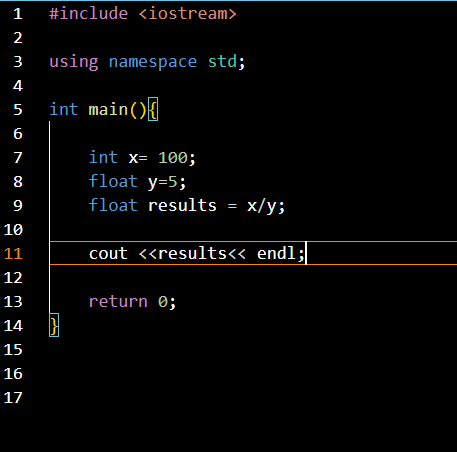 1 #include <iostream>
2
3 using namespace std;
4
5 int main(){
6
7     int x= 100;
8     float y=5;
9     float results = x/y;
10
11     cout <<results<< endl;
12
13     return 0;
14 }
15
16
17